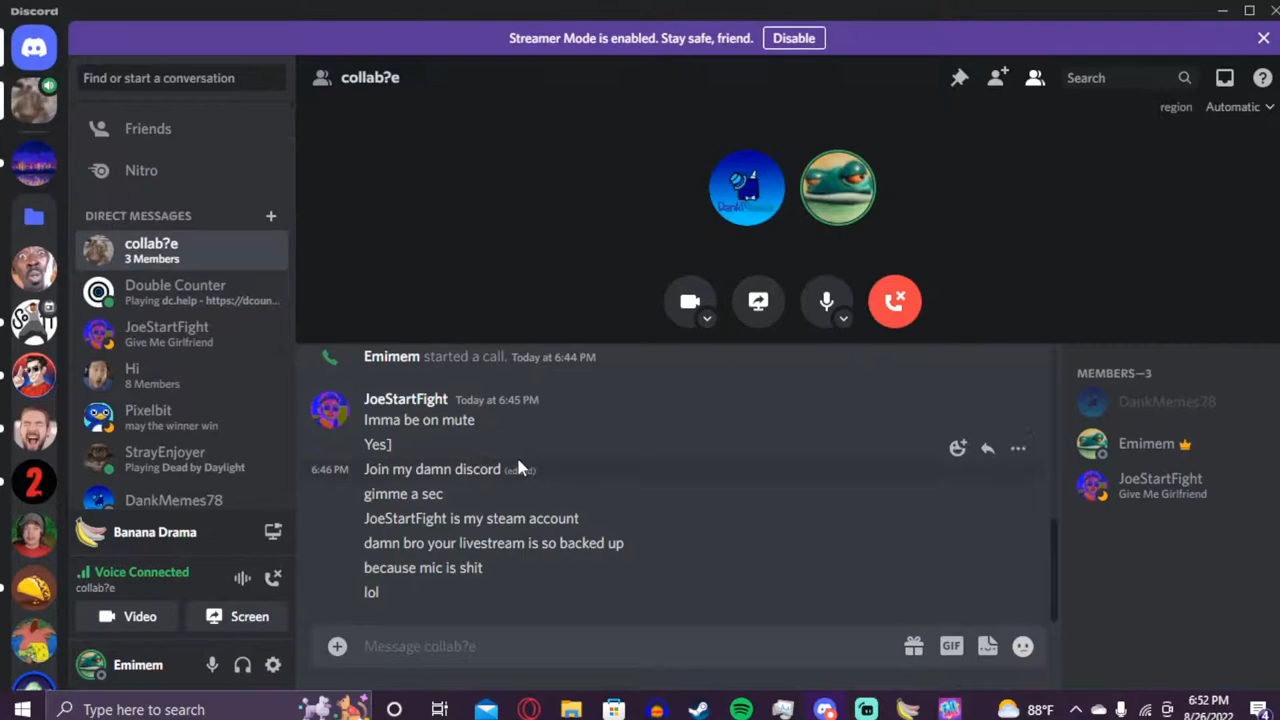 Discord
Streamer Mode is enabled. Stay safe, friend.
Disable
Find or start a conversation
collab?e
Search
region
Automatic
Friends
Nitro
DIRECT MESSAGES
collab?e
3 Members
Double Counter
Playing dc.help - https://dcoun...
JoeStartFight
Give Me Girlfriend
Hi
8 Members
Pixelbit
may the winner win
StrayEnjoyer
Playing Dead by Daylight
DankMemes78
Banana Drama
Voice Connected
collab?e
Video
Screen
Emimem
Emimem started a call. Today at 6:44 PM
JoeStartFight Today at 6:45 PM
Imma be on mute
Yes]
6:46 PM Join my damn discord
gimme a sec
JoeStartFight is my steam account
damn bro your livestream is so backed up
because mic is shit
lol
Message collab?e
GIF
MEMBERS—3
DankMemes78
Emimem
JoeStartFight
Give Me Girlfriend
Type here to search
88°F
6:52 PM
8/26/2022